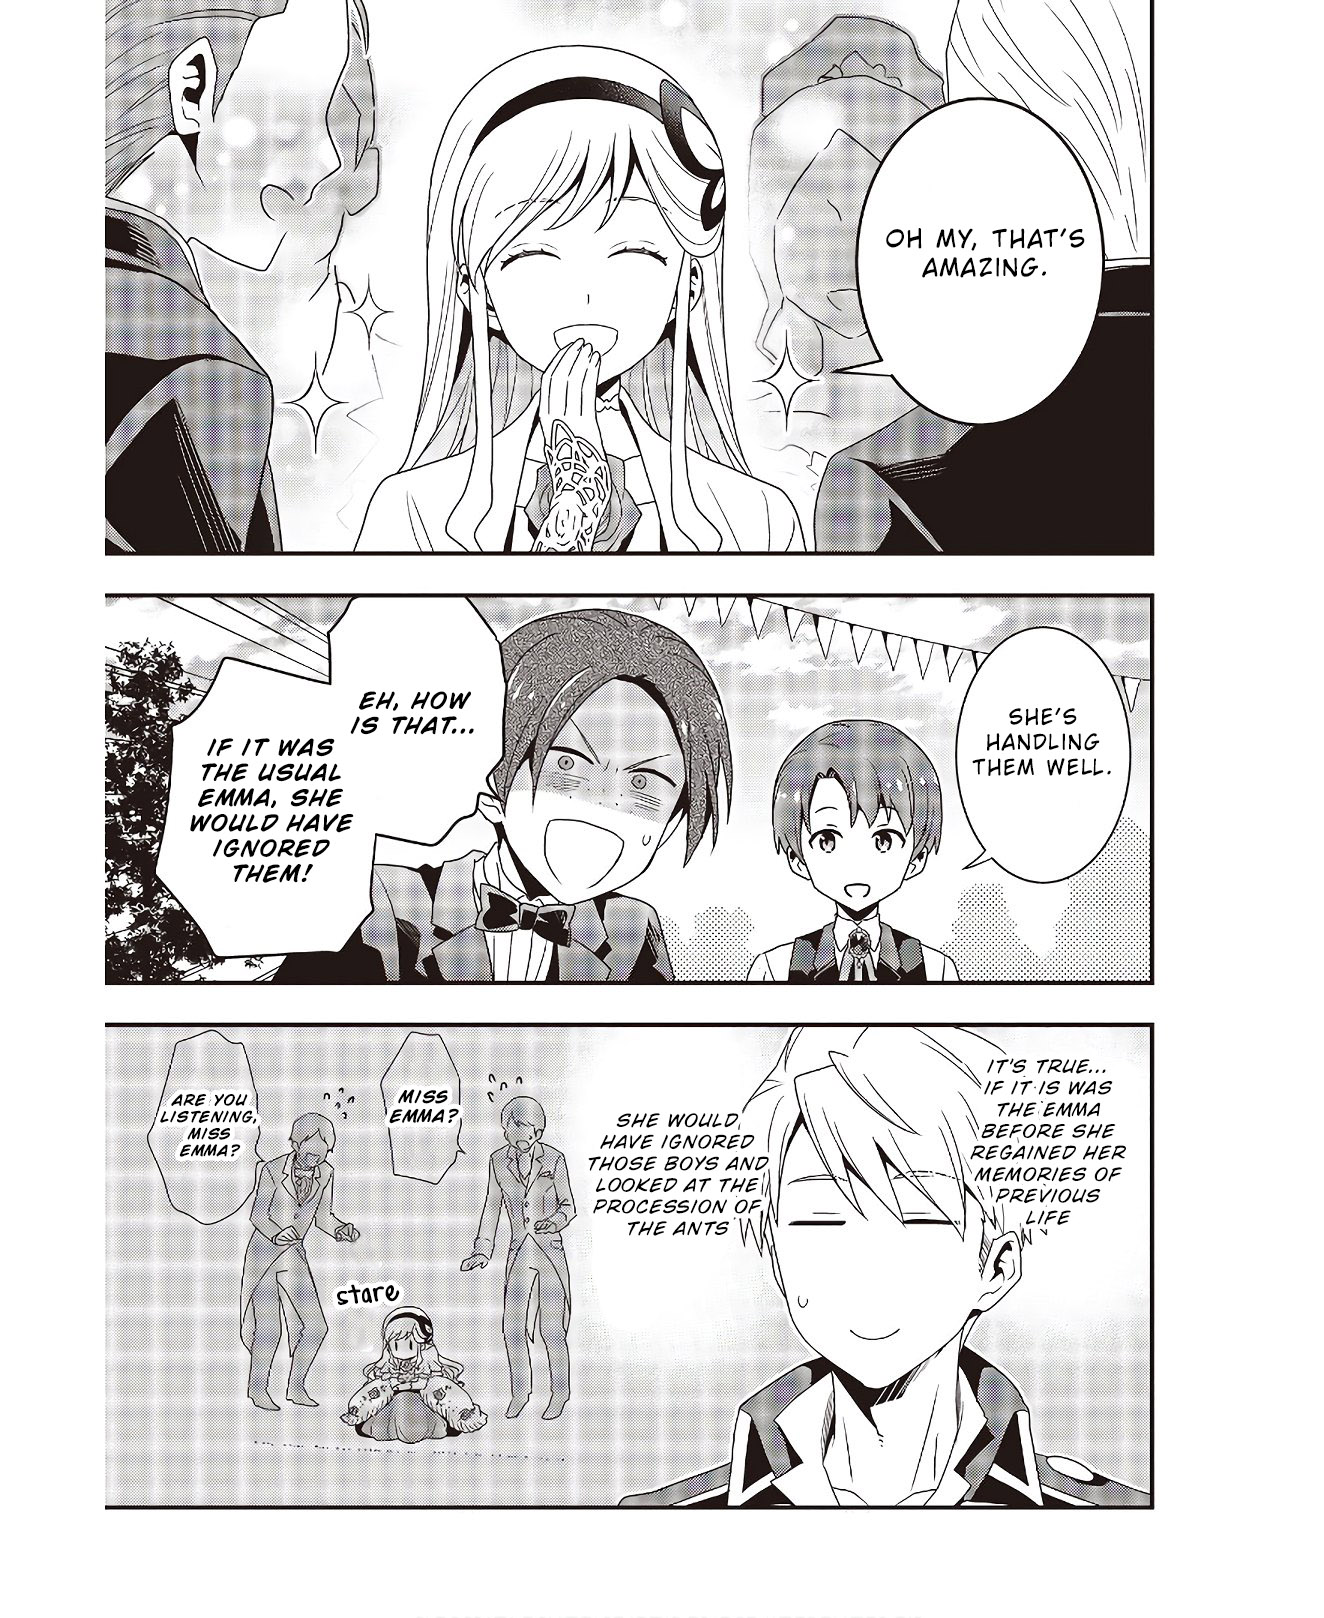 OH MY, THAT'S
AMAZING.
SHE'S
HANDLING
THEM WELL.
EH, HOW
IS THAT...
IF IT WAS
THE USUAL
EMMA, SHE
WOULD HAVE
IGNORED
THEM!
IT'S TRUE...
IF IT IS WAS
THE EMMA
BEFORE SHE
REGAINED HER
MEMORIES OF
PREVIOUS
LIFE
SHE WOULD
HAVE IGNORED
THOSE BOYS AND
LOOKED AT THE
PROCESSION OF
THE ANTS
MISS
EMMA?
ARE YOU
LISTENING,
MISS
EMMA?
stare